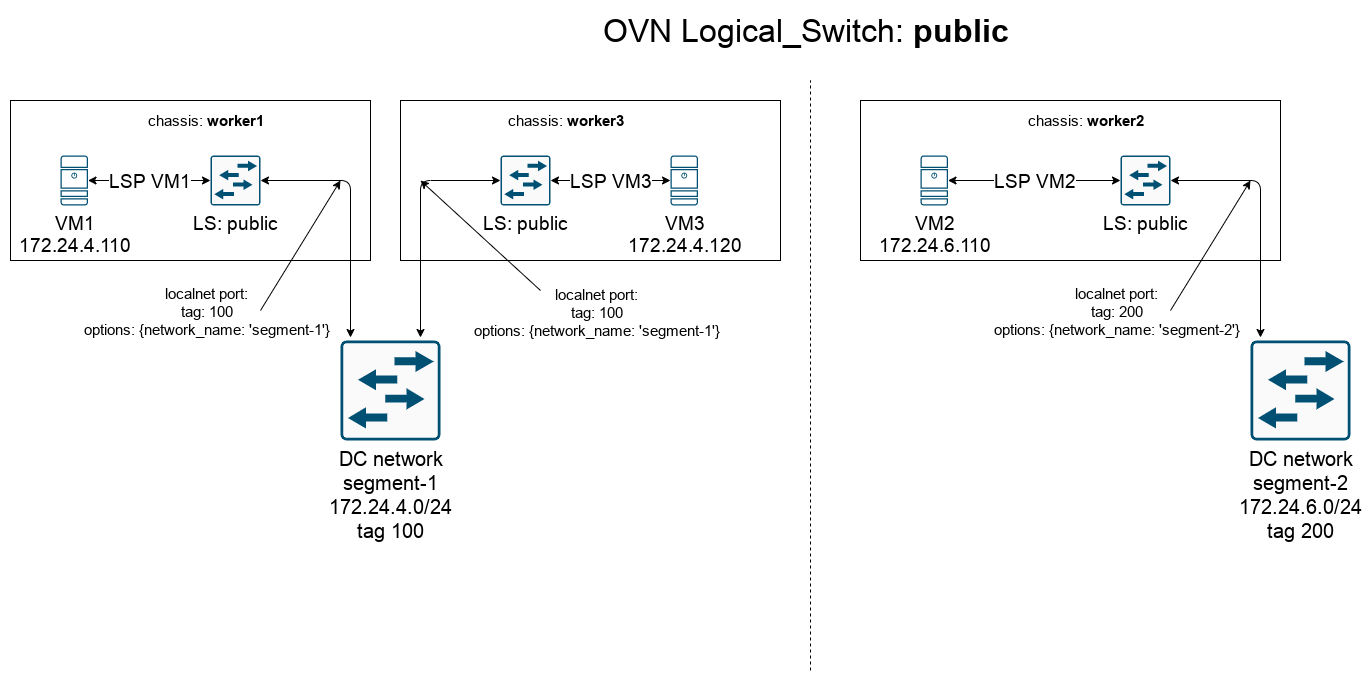 OVN Logical_Switch: public
chassis: worker1
LSP VM1
VM1
172.24.4.110
LS: public
localnet port:
tag: 100
options: {network_name: 'segment-1'}
chassis: worker3
LSP VM3
LS: public
VM3
172.24.4.120
localnet port:
tag: 100
options: {network_name: 'segment-1'}
DC network
segment-1
172.24.4.0/24
tag 100
chassis: worker2
LSP VM2
VM2
172.24.6.110
LS: public
localnet port:
tag: 200
options: {network_name: 'segment-2'}
DC network
segment-2
172.24.6.0/24
tag 200